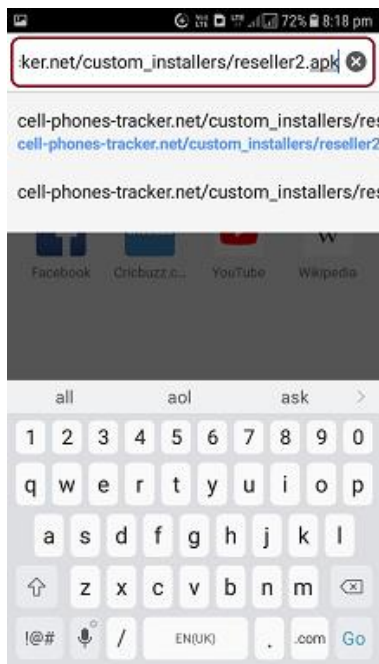 72% 8:18 pm
:ker.net/custom_installers/reseller2.apk
cell-phones-tracker.net/custom_installers/res
cell-phones-tracker.net/custom_installers/reseller2
cell-phones-tracker.net/custom_installers/res
Facebook Cricbuzz.c... YouTube Wikipedia
all aol ask
1 2 3 4 5 6 7 8 9 0
q w e r t y u i o p
a s d f g h j k l
z x c v b n m
!@# / EN(UK) . .com Go